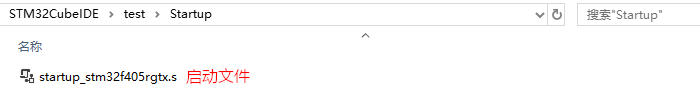 STM32CubeIDE > test > Startup
搜索"Startup"
名称
startup_stm32f405rgtx.s 启动文件